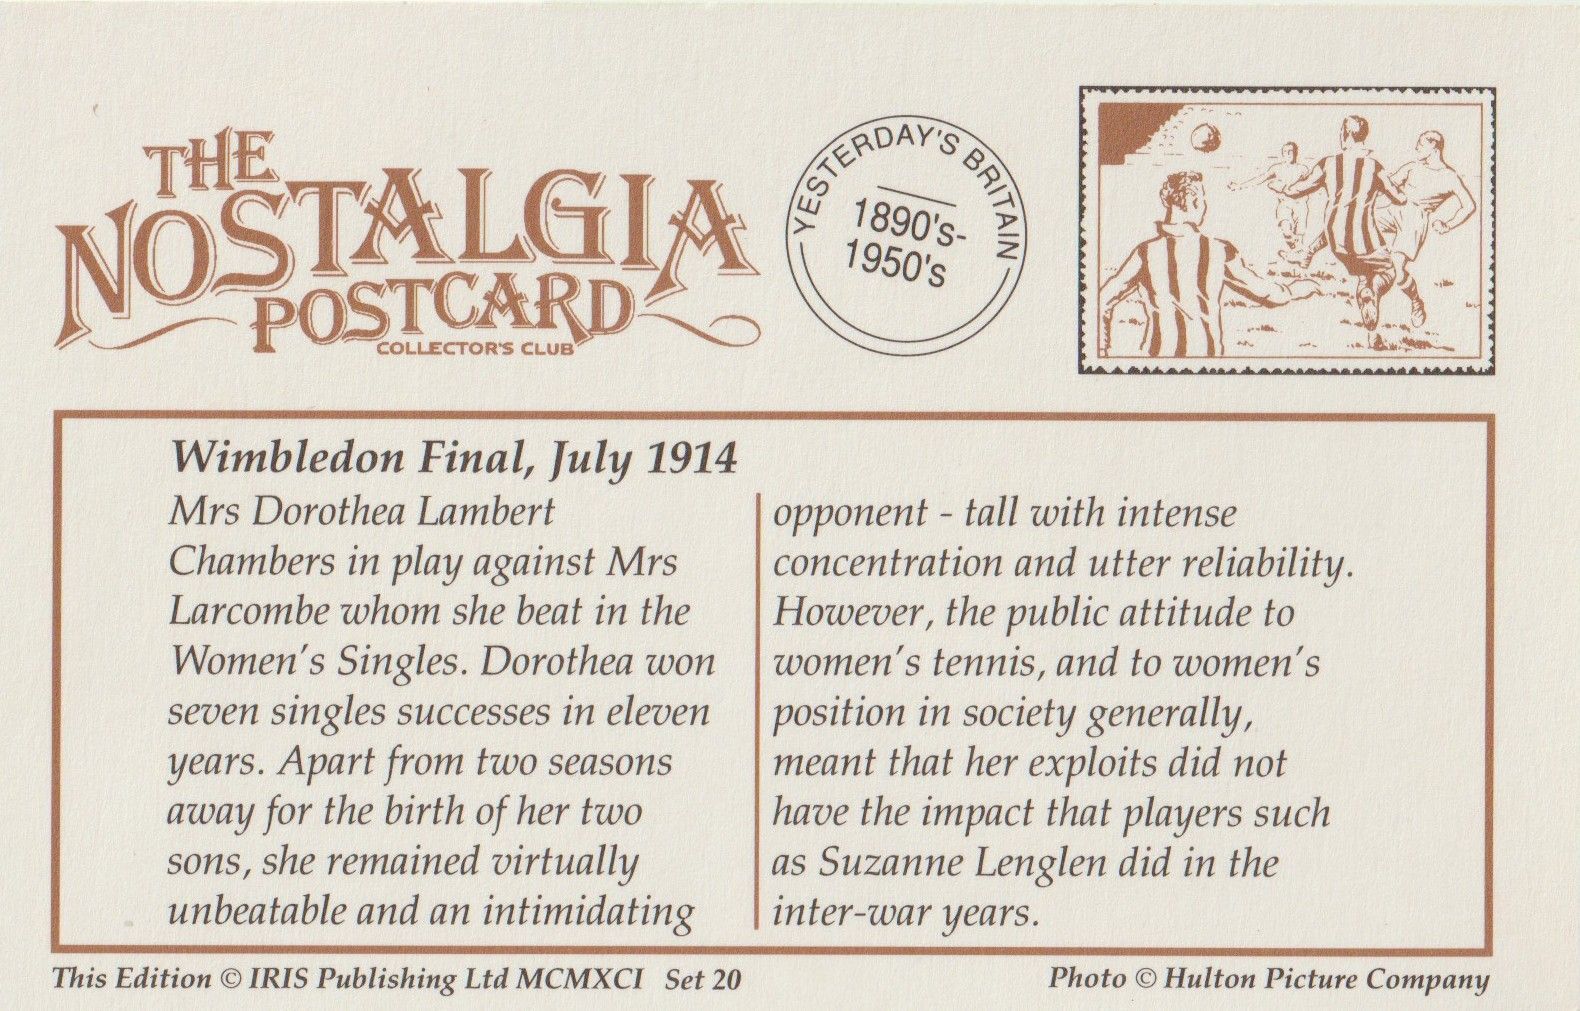 THE
NOSTALGIA
POSTCARD
COLLECTOR'S CLUB
YESTERDAY'S BRITAIN
1890's-
1950's
Wimbledon Final, July 1914
Mrs Dorothea Lambert
Chambers in play against Mrs
Larcombe whom she beat in the
Women's Singles. Dorothea won
seven singles successes in eleven
years. Apart from two seasons
away for the birth of her two
sons, she remained virtually
unbeatable and an intimidating
opponent - tall with intense
concentration and utter reliability.
However, the public attitude to
women's tennis, and to women's
position in society generally,
meant that her exploits did not
have the impact that players such
as Suzanne Lenglen did in the
inter-war years.
This Edition © IRIS Publishing Ltd MCMXCI Set 20
Photo © Hulton Picture Company